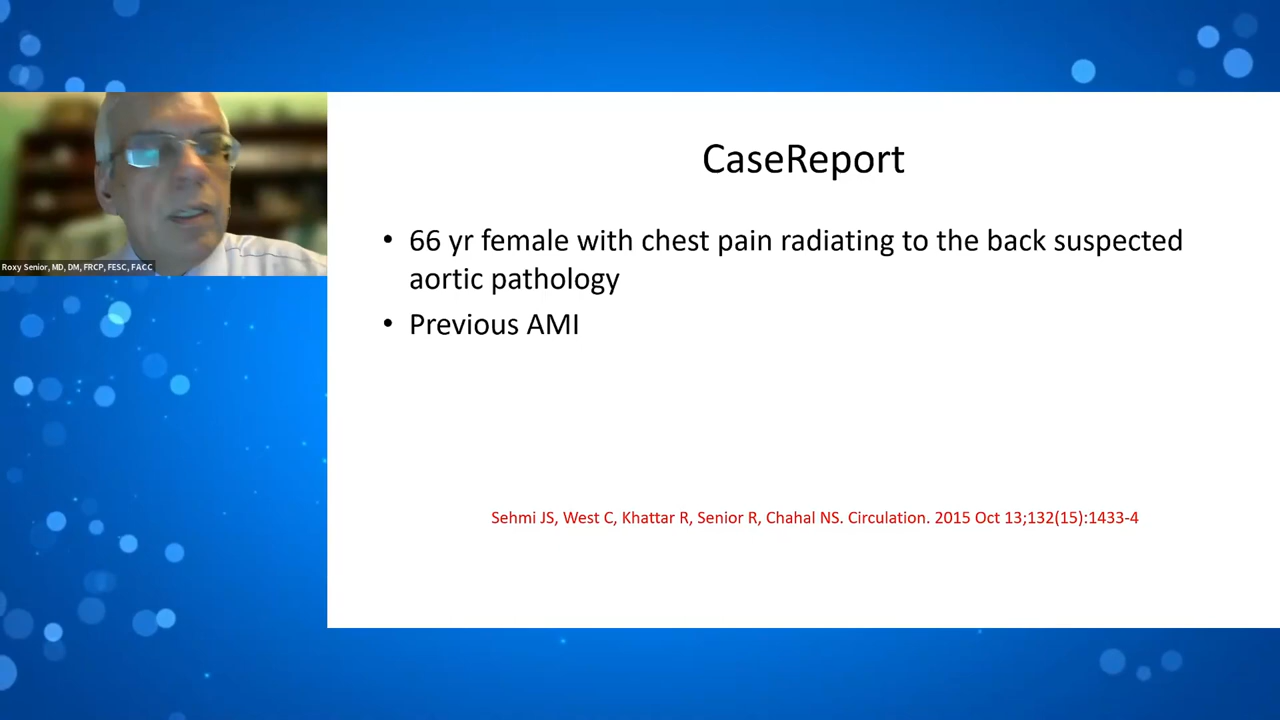 CaseReport
• 66 yr female with chest pain radiating to the back suspected
aortic pathology
• Previous AMI
Sehmi JS, West C, Khattar R, Senior R, Chahal NS. Circulation. 2015 Oct 13;132(15):1433-4
Roxy Senior, MD, DM, FRCP, FESC, FACC